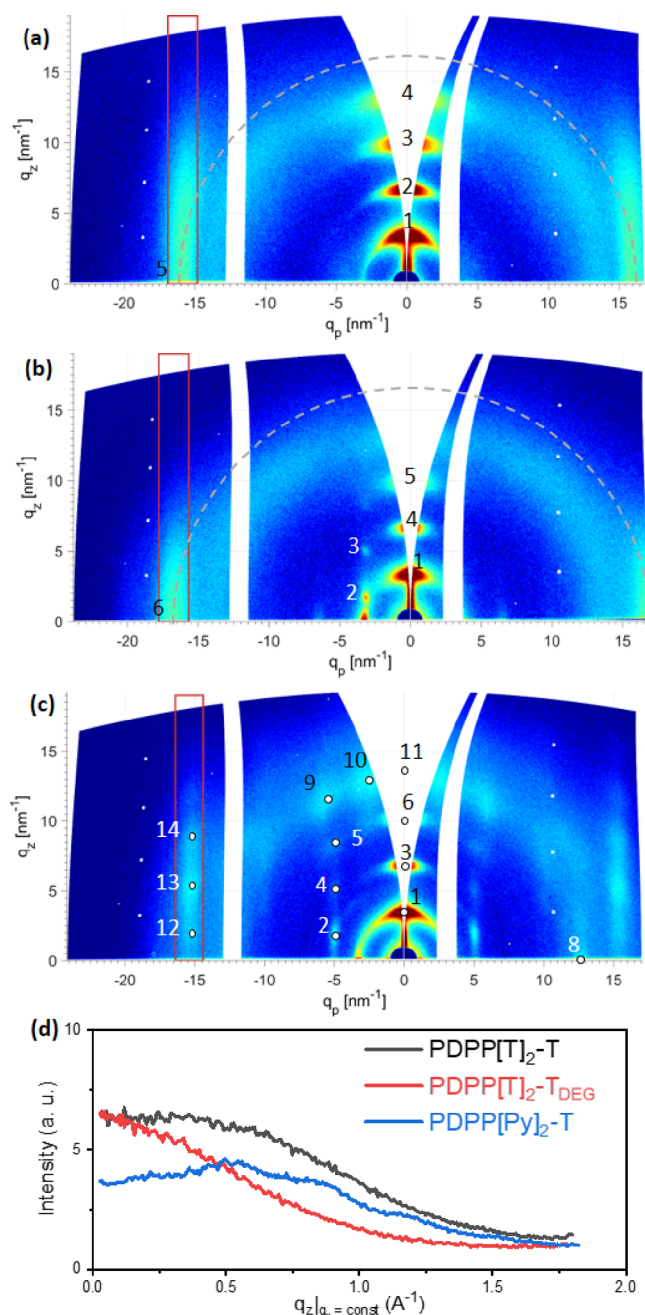 (a)
q_z [nm⁻¹]
15
10
5
0
4
3
2
1
5
-20 -15 -10 -5 0 5 10 15
q_p [nm⁻¹]
(b)
q_z [nm⁻¹]
15
10
5
0
5
4
3
1
2
6
-20 -15 -10 -5 0 5 10 15
q_p [nm⁻¹]
(c)
q_z [nm⁻¹]
15
10
5
0
11
10
9
6
14
5
3
13
4
1
12
2
8
-25 -20 -15 -10 -5 0 5 10 15
q_p [nm⁻¹]
(d)
Intensity (a. u.)
10
5
0
PDPP[T]₂-T
PDPP[T]₂-T_DEG
PDPP[Py]₂-T
0.0 0.5 1.0 1.5 2.0
q_z|_q_p = const (A⁻¹)